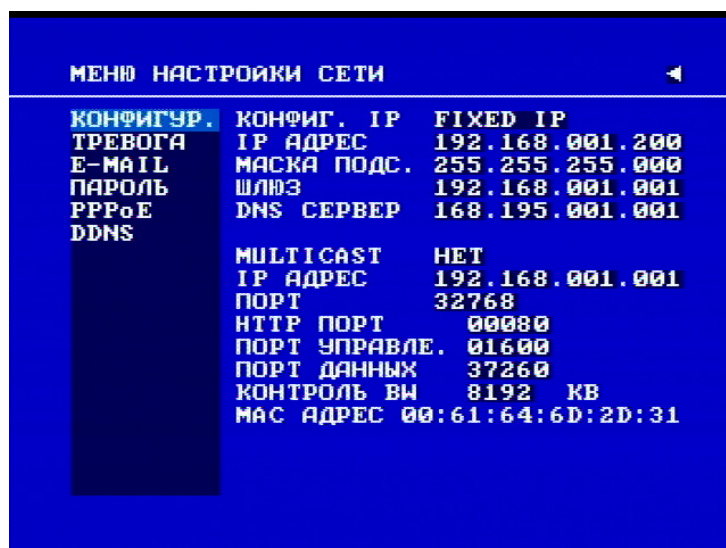 МЕНЮ НАСТРОЙКИ СЕТИ
КОНФИГУР.
ТРЕВОГА
E-MAIL
ПАРОЛЬ
PPPoE
DDNS
КОНФИГ. IP FIXED IP
IP АДРЕС 192.168.001.200
МАСКА ПОДС. 255.255.255.000
ШЛЮЗ 192.168.001.001
DNS СЕРВЕР 168.195.001.001
MULTICAST НЕТ
IP АДРЕС 192.168.001.001
ПОРТ 32768
HTTP ПОРТ 00080
ПОРТ УПРАВЛЕ. 01600
ПОРТ ДАННЫХ 37260
КОНТРОЛЬ BW 8192 KB
MAC АДРЕС 00:61:64:6D:2D:31